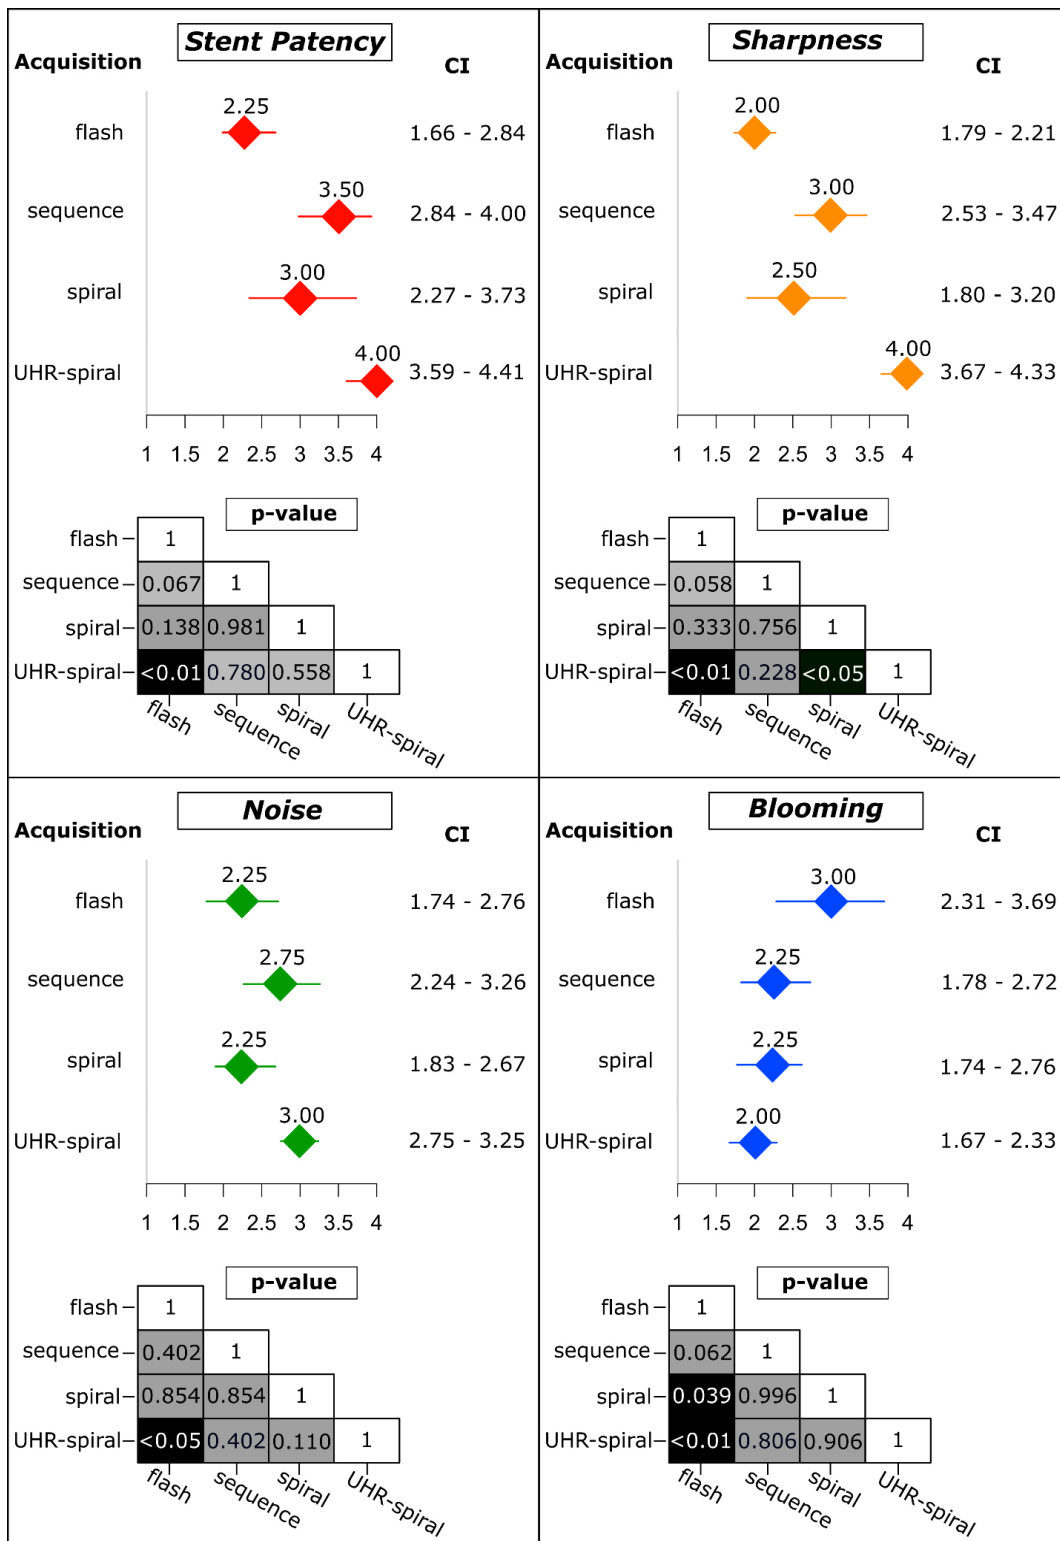 Stent Patency
Acquisition CI
flash 2.25 1.66 - 2.84
sequence 3.50 2.84 - 4.00
spiral 3.00 2.27 - 3.73
UHR-spiral 4.00 3.59 - 4.41
1 1.5 2 2.5 3 3.5 4
p-value
flash 1
sequence 0.067 1
spiral 0.138 0.981 1
UHR-spiral <0.01 0.780 0.558 1
flash sequence spiral UHR-spiral
Sharpness
Acquisition CI
flash 2.00 1.79 - 2.21
sequence 3.00 2.53 - 3.47
spiral 2.50 1.80 - 3.20
UHR-spiral 4.00 3.67 - 4.33
1 1.5 2 2.5 3 3.5 4
p-value
flash 1
sequence 0.058 1
spiral 0.333 0.756 1
UHR-spiral <0.01 0.228 <0.05 1
flash sequence spiral UHR-spiral
Noise
Acquisition CI
flash 2.25 1.74 - 2.76
sequence 2.75 2.24 - 3.26
spiral 2.25 1.83 - 2.67
UHR-spiral 3.00 2.75 - 3.25
1 1.5 2 2.5 3 3.5 4
p-value
flash 1
sequence 0.402 1
spiral 0.854 0.854 1
UHR-spiral <0.05 0.402 0.110 1
flash sequence spiral UHR-spiral
Blooming
Acquisition CI
flash 3.00 2.31 - 3.69
sequence 2.25 1.78 - 2.72
spiral 2.25 1.74 - 2.76
UHR-spiral 2.00 1.67 - 2.33
1 1.5 2 2.5 3 3.5 4
p-value
flash 1
sequence 0.062 1
spiral 0.039 0.996 1
UHR-spiral <0.01 0.806 0.906 1
flash sequence spiral UHR-spiral